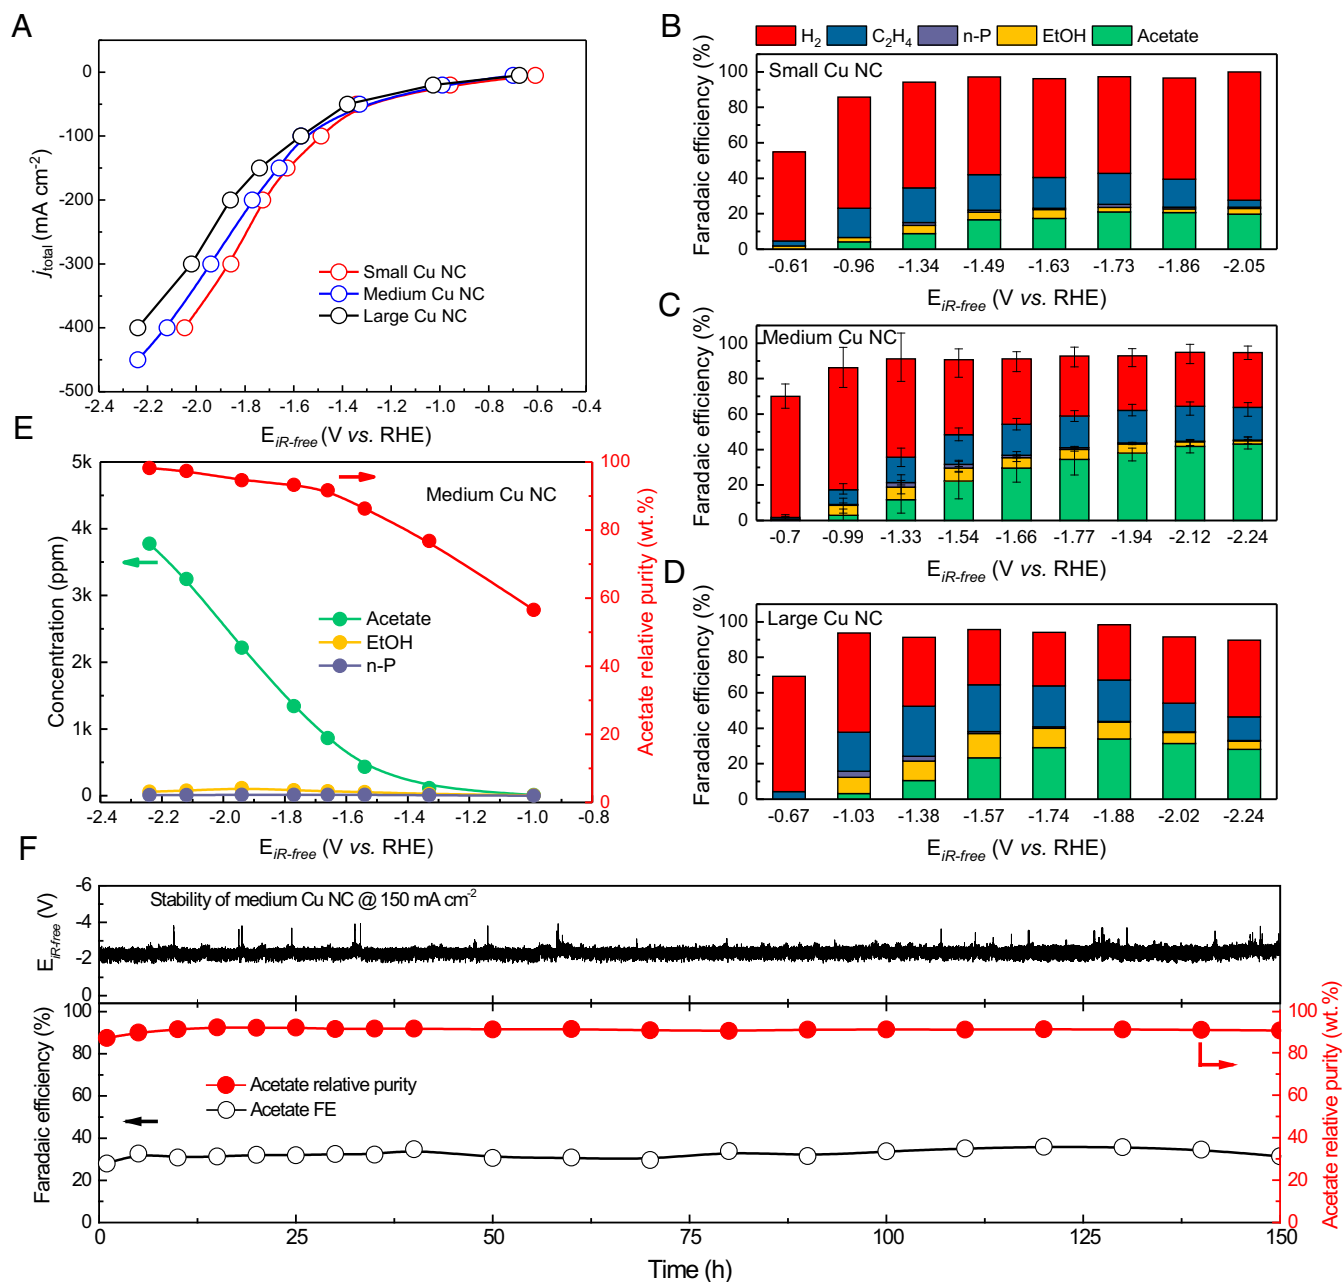 A
0
-100
-200
-300
-400
-500
j_total (mA cm⁻²)
Small Cu NC
Medium Cu NC
Large Cu NC
-2.4 -2.2 -2.0 -1.8 -1.6 -1.4 -1.2 -1.0 -0.8 -0.6 -0.4
E_iR-free (V vs. RHE)
B
H₂ C₂H₄ n-P EtOH Acetate
Small Cu NC
100
80
60
40
20
0
Faradaic efficiency (%)
-0.61 -0.96 -1.34 -1.49 -1.63 -1.73 -1.86 -2.05
E_iR-free (V vs. RHE)
C
Medium Cu NC
100
80
60
40
20
0
Faradaic efficiency (%)
-0.7 -0.99 -1.33 -1.54 -1.66 -1.77 -1.94 -2.12 -2.24
E_iR-free (V vs. RHE)
D
Large Cu NC
100
80
60
40
20
0
Faradaic efficiency (%)
-0.67 -1.03 -1.38 -1.57 -1.74 -1.88 -2.02 -2.24
E_iR-free (V vs. RHE)
E
5k
4k
3k
2k
1k
0
Concentration (ppm)
Medium Cu NC
Acetate
EtOH
n-P
100
80
60
40
20
0
Acetate relative purity (wt.%)
-2.4 -2.2 -2.0 -1.8 -1.6 -1.4 -1.2 -1.0 -0.8
E_iR-free (V vs. RHE)
F
-6
-4
-2
0
E_iR-free (V)
Stability of medium Cu NC @ 150 mA cm⁻²
100
80
60
40
20
0
Faradaic efficiency (%)
Acetate relative purity
Acetate FE
100
80
60
40
20
0
Acetate relative purity (wt.%)
0 25 50 75 100 125 150
Time (h)